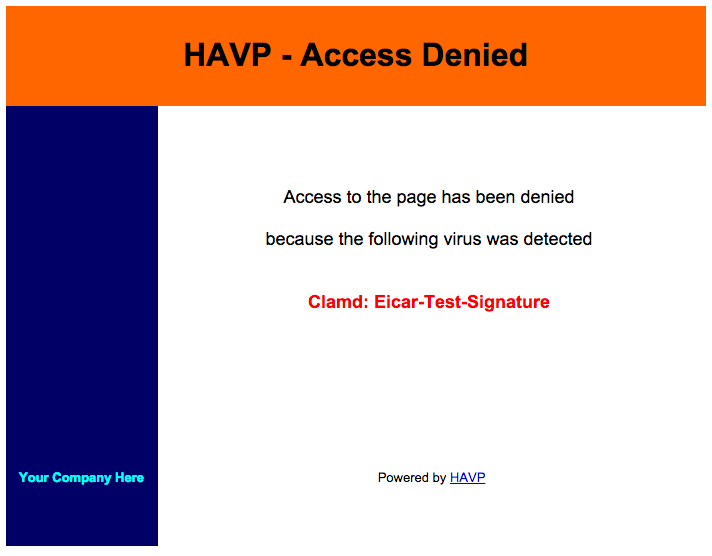 HAVP - Access Denied
Access to the page has been denied
because the following virus was detected
Clamd: Eicar-Test-Signature
Your Company Here
Powered by HAVP